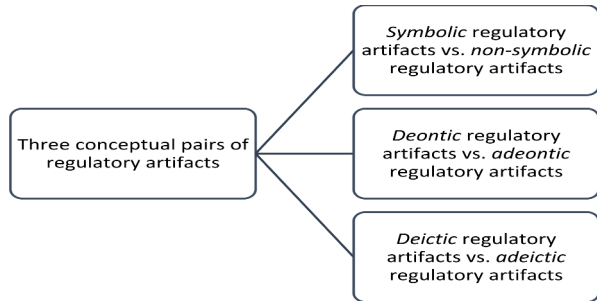 Symbolic regulatory
artifacts vs. non-symbolic
regulatory artifacts
Three conceptual pairs of
regulatory artifacts
Deontic regulatory
artifacts vs. adeontic
regulatory artifacts
Deictic regulatory
artifacts vs. adeictic
regulatory artifacts